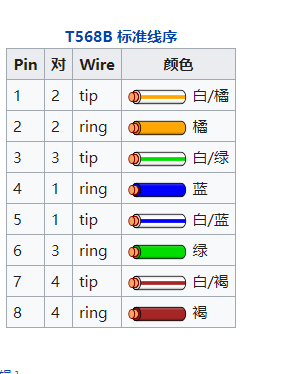 T568B 标准线序
Pin 对 Wire 颜色
1 2 tip 白/橘
2 2 ring 橘
3 3 tip 白/绿
4 1 ring 蓝
5 1 tip 白/蓝
6 3 ring 绿
7 4 tip 白/褐
8 4 ring 褐